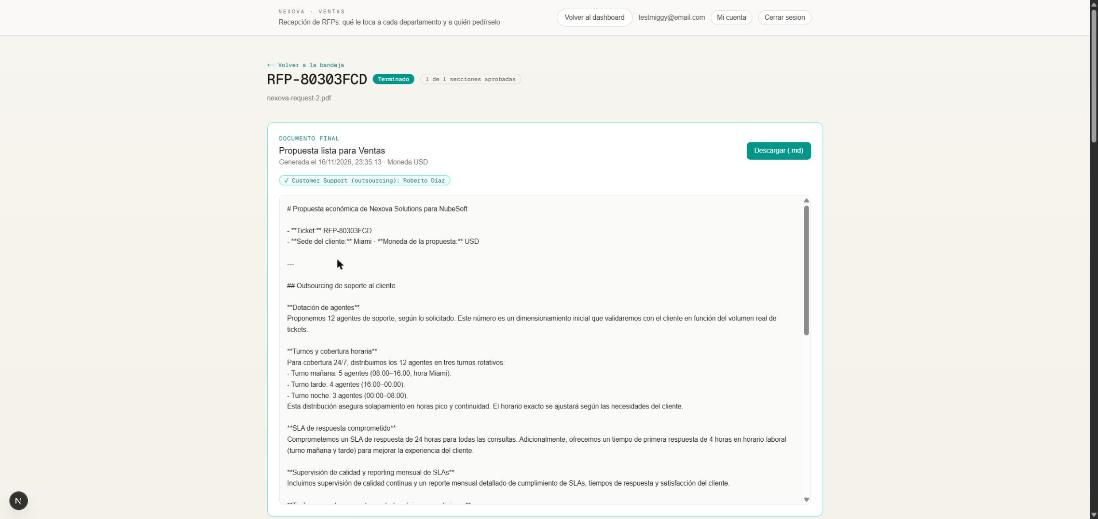 NEXOVA · VENTAS
Recepción de RFPs: qué le toca a cada departamento y a quién pedírselo
Volver al dashboard
testmiggy@email.com
Mi cuenta
Cerrar sesion
← Volver a la bandeja
RFP-80303FCD
Terminado
1 de 1 secciones aprobadas
nexova-request-2.pdf
DOCUMENTO FINAL
Propuesta lista para Ventas
Generada el 16/11/2026, 23:35:13 · Moneda USD
Descargar (.md)
✓ Customer Support (outsourcing): Roberto Díaz
# Propuesta económica de Nexova Solutions para NubeSoft
- **Ticket:** RFP-80303FCD
- **Sede del cliente:** Miami · **Moneda de la propuesta:** USD
---
## Outsourcing de soporte al cliente
**Dotación de agentes**
Proponemos 12 agentes de soporte, según lo solicitado. Este número es un dimensionamiento inicial que validaremos con el cliente en función del volumen real de
tickets.
**Turnos y cobertura horaria**
Para cobertura 24/7, distribuimos los 12 agentes en tres turnos rotativos:
- Turno mañana: 5 agentes (08:00–16:00, hora Miami).
- Turno tarde: 4 agentes (16:00–00:00).
- Turno noche: 3 agentes (00:00–08:00).
Esta distribución asegura solapamiento en horas pico y continuidad. El horario exacto se ajustará según las necesidades del cliente.
**SLA de respuesta comprometido**
Comprometemos un SLA de respuesta de 24 horas para todas las consultas. Adicionalmente, ofrecemos un tiempo de primera respuesta de 4 horas en horario laboral
(turno mañana y tarde) para mejorar la experiencia del cliente.
**Supervisión de calidad y reporting mensual de SLAs**
Incluimos supervisión de calidad continua y un reporte mensual detallado de cumplimiento de SLAs, tiempos de respuesta y satisfacción del cliente.
N